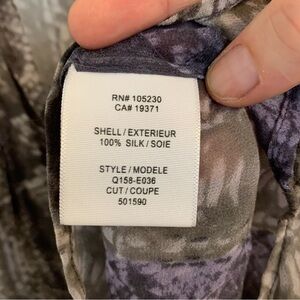 RN# 105230
CA# 19371
SHELL / EXTERIEUR
100% SILK / SOIE
STYLE / MODELE
Q158-E036
CUT / COUPE
501590